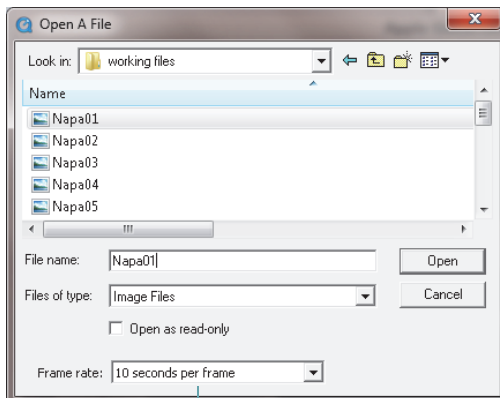 Open A File
Look in: working files
Name
Napa01
Napa02
Napa03
Napa04
Napa05
File name: Napa01 Open
Files of type: Image Files Cancel
Open as read-only
Frame rate: 10 seconds per frame